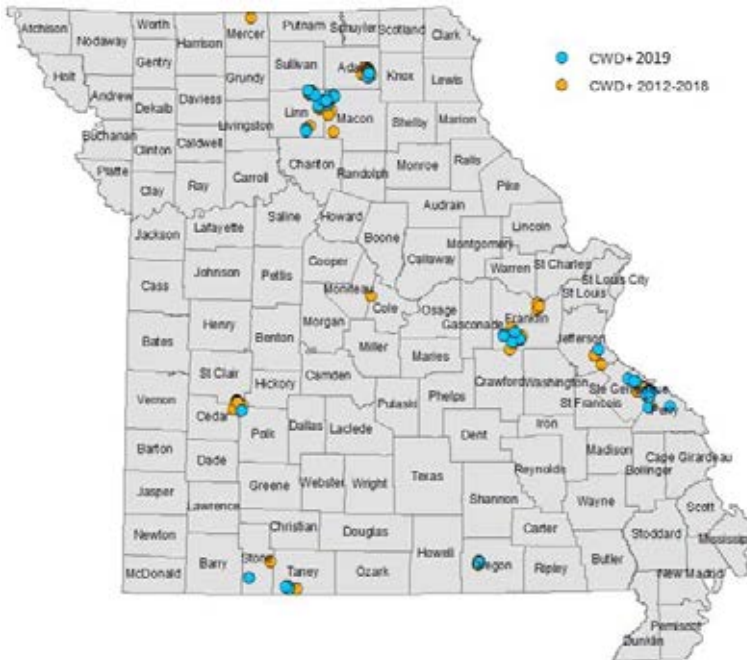 Atchison
Nodaway
Worth
Harrison
Mercer
Putnam
Schuyler
Scotland
Clark
Gentry
Sullivan
Adai
Knox
Lewis
Holt
Andrew
Dekalb
Daviess
Grundy
Linn
Macon
Shelby
Marion
Buchanan
Clinton
Caldwell
Livingston
Platte
Clay
Ray
Carroll
Chariton
Randolph
Monroe
Ralls
Pike
Audrain
Howard
Boone
Saline
Lafayette
Jackson
Callaway
Montgomery
Lincoln
Warren
St Charles
St Louis City
St Louis
Cass
Johnson
Pettis
Cooper
Moniteau
Cole
Osage
Gasconade
Franklin
Jefferson
Bates
Henry
Benton
Morgan
Miller
Maries
St Clair
Hickory
Camden
Crawford
Washington
Ste Genevieve
St Francois
Perry
Vernon
Cedar
Polk
Dallas
Laclede
Pulaski
Phelps
Dent
Iron
Madison
Cape Girardeau
Bollinger
Barton
Dade
Greene
Webster
Wright
Texas
Reynolds
Shannon
Wayne
Scott
Jasper
Lawrence
Christian
Douglas
Carter
Stoddard
Mississip
Newton
Barry
Stone
Taney
Ozark
Howell
Oregon
Ripley
Butler
McDonald
New Madrid
Pemiscot
Dunklin
CWD+ 2019
CWD+ 2012-2018